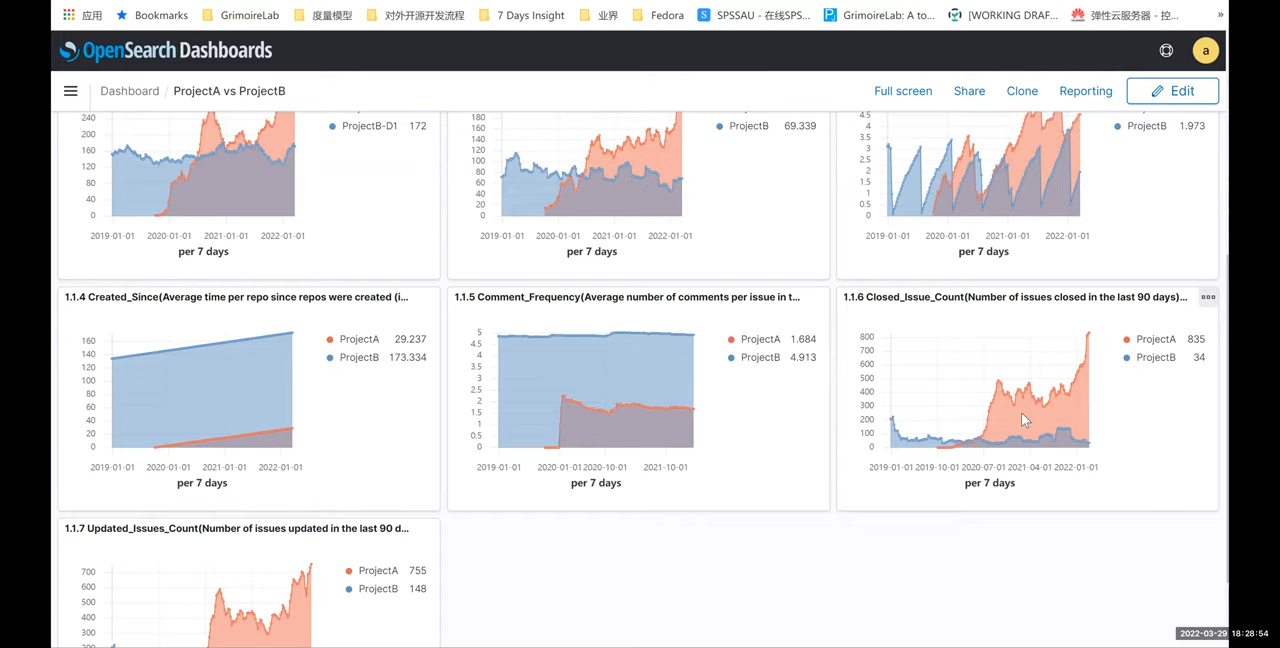 应用 Bookmarks GrimoireLab 度量模型 对外开源开发流程 7 Days Insight 业界 Fedora SPSSAU - 在线SPS... GrimoireLab: A to... [WORKING DRAF... 弹性云服务器 - 控... »
OpenSearch Dashboards a
Dashboard / ProjectA vs ProjectB Full screen Share Clone Reporting Edit
240
200
160
120
80
40
0
2019-01-01 2020-01-01 2021-01-01 2022-01-01
per 7 days
ProjectB-D1 172
180
160
140
120
100
80
60
40
20
0
2019-01-01 2020-01-01 2021-01-01 2022-01-01
per 7 days
ProjectB 69.339
4.5
4
3.5
3
2.5
2
1.5
1
0.5
0
2019-01-01 2020-01-01 2021-01-01 2022-01-01
per 7 days
ProjectB 1.973
1.1.4 Created_Since(Average time per repo since repos were created (i...
160
140
120
100
80
60
40
20
0
2019-01-01 2020-01-01 2021-01-01 2022-01-01
per 7 days
ProjectA 29.237
ProjectB 173.334
1.1.5 Comment_Frequency(Average number of comments per issue in t...
5
4.5
4
3.5
3
2.5
2
1.5
1
0.5
0
2019-01-01 2020-01-01 2020-10-01 2021-10-01
per 7 days
ProjectA 1.684
ProjectB 4.913
1.1.6 Closed_Issue_Count(Number of issues closed in the last 90 days)...
800
700
600
500
400
300
200
100
0
2019-01-01 2019-10-01 2020-07-01 2021-04-01 2022-01-01
per 7 days
ProjectA 835
ProjectB 34
1.1.7 Updated_Issues_Count(Number of issues updated in the last 90 d...
700
600
500
400
300
200
ProjectA 755
ProjectB 148
2022-03-29 18:28:54